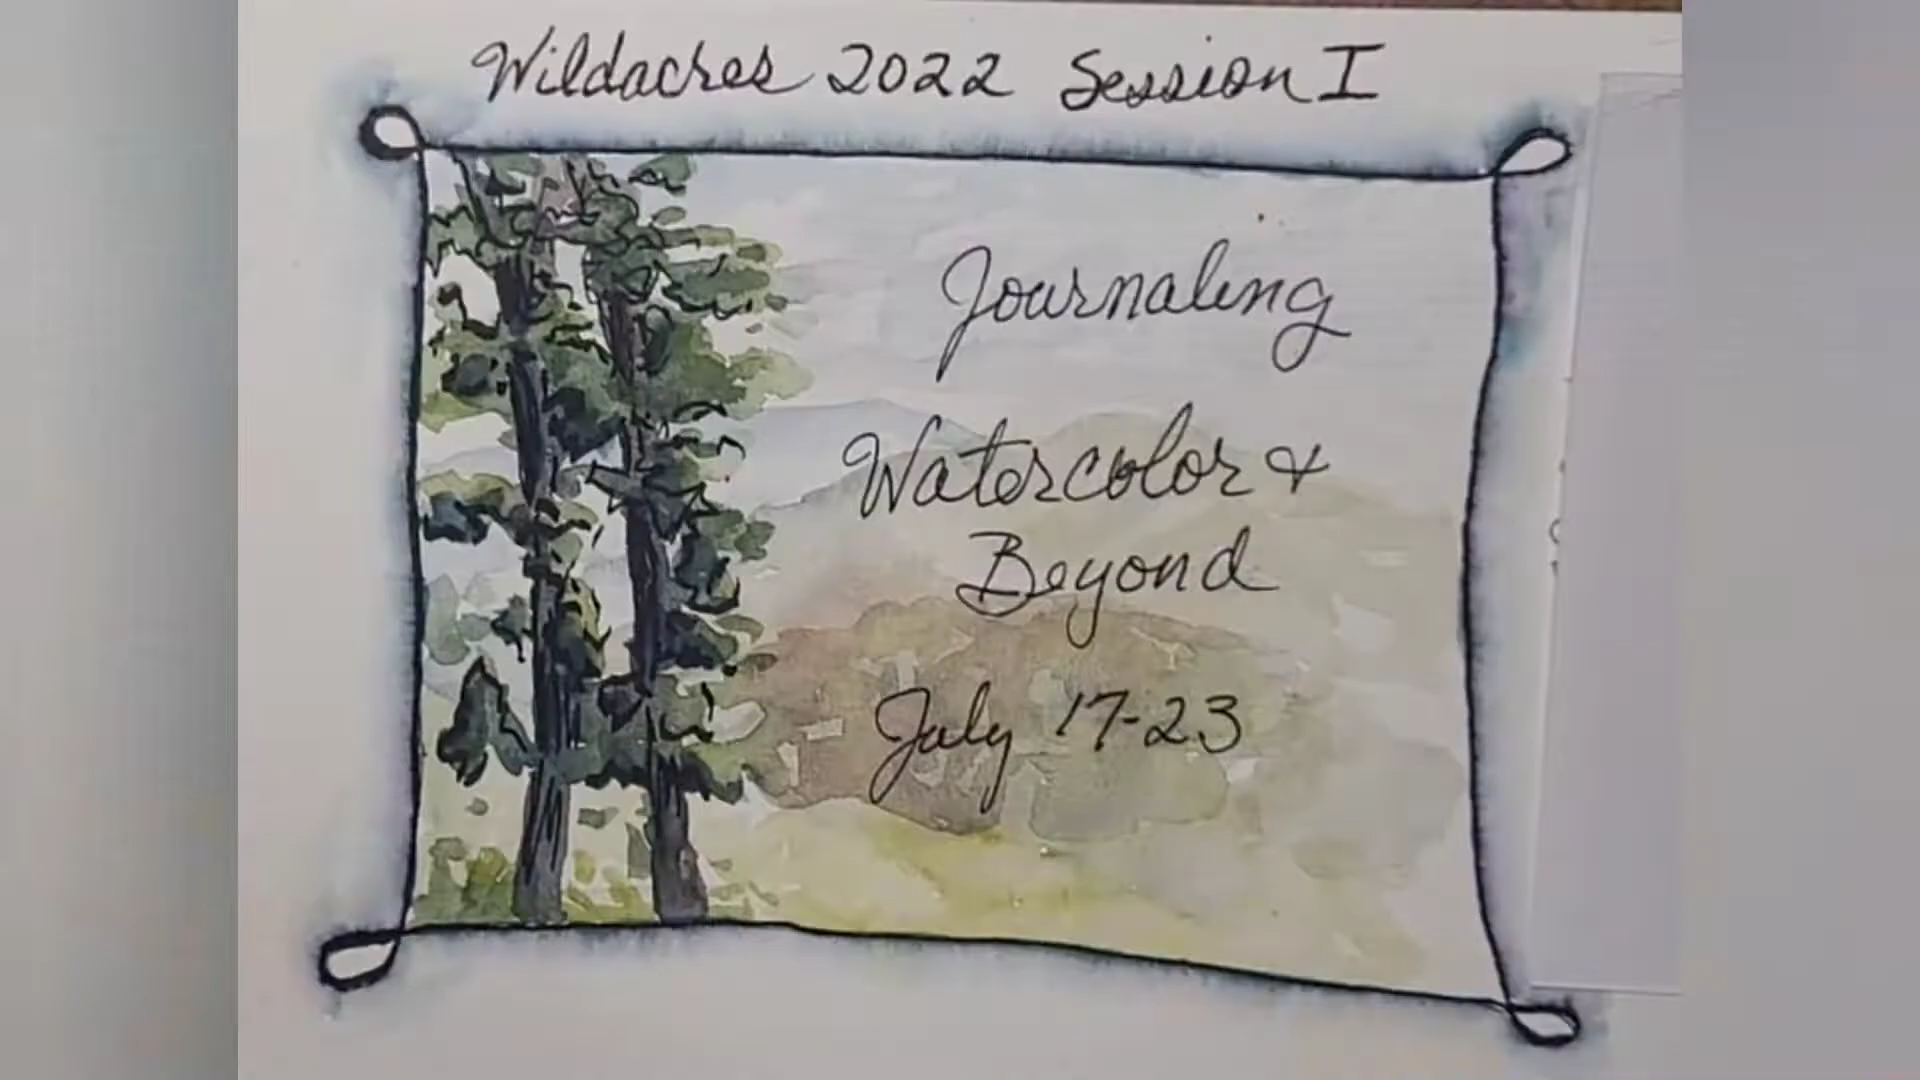 Wildacres 2022 Session I
Journaling
Watercolor &
Beyond
July 17-23